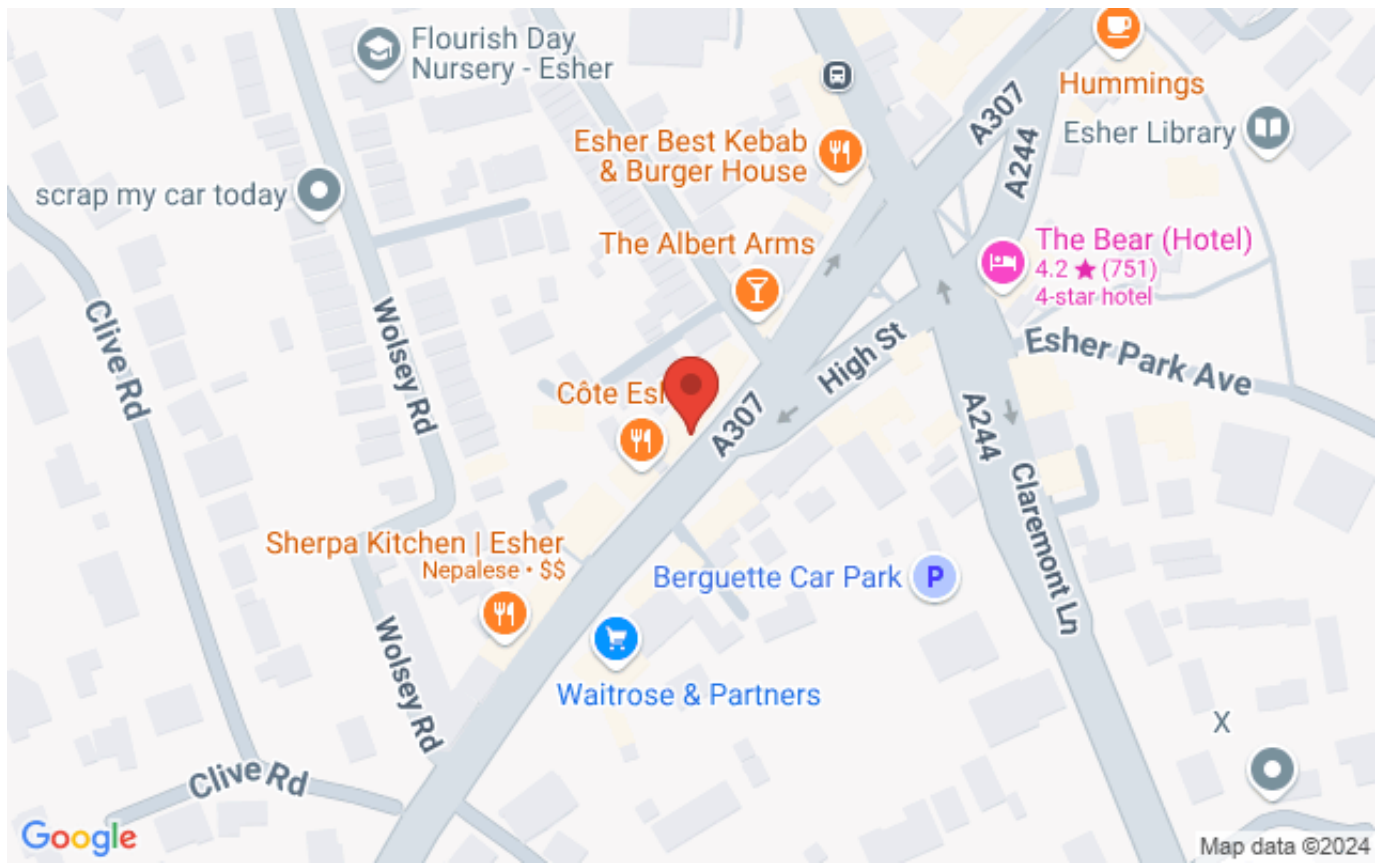 Flourish Day
Nursery - Esher
Hummings
A307
Esher Library
A244
Esher Best Kebab
& Burger House
scrap my car today
The Albert Arms
The Bear (Hotel)
4.2 ★ (751)
4-star hotel
Clive Rd
Wolsey Rd
High St
Esher Park Ave
Côte Es
A307
A244
Claremont Ln
Sherpa Kitchen | Esher
Nepalese • $$
Berguette Car Park
P
Wolsey Rd
Waitrose & Partners
X
Clive Rd
Google
Map data ©2024